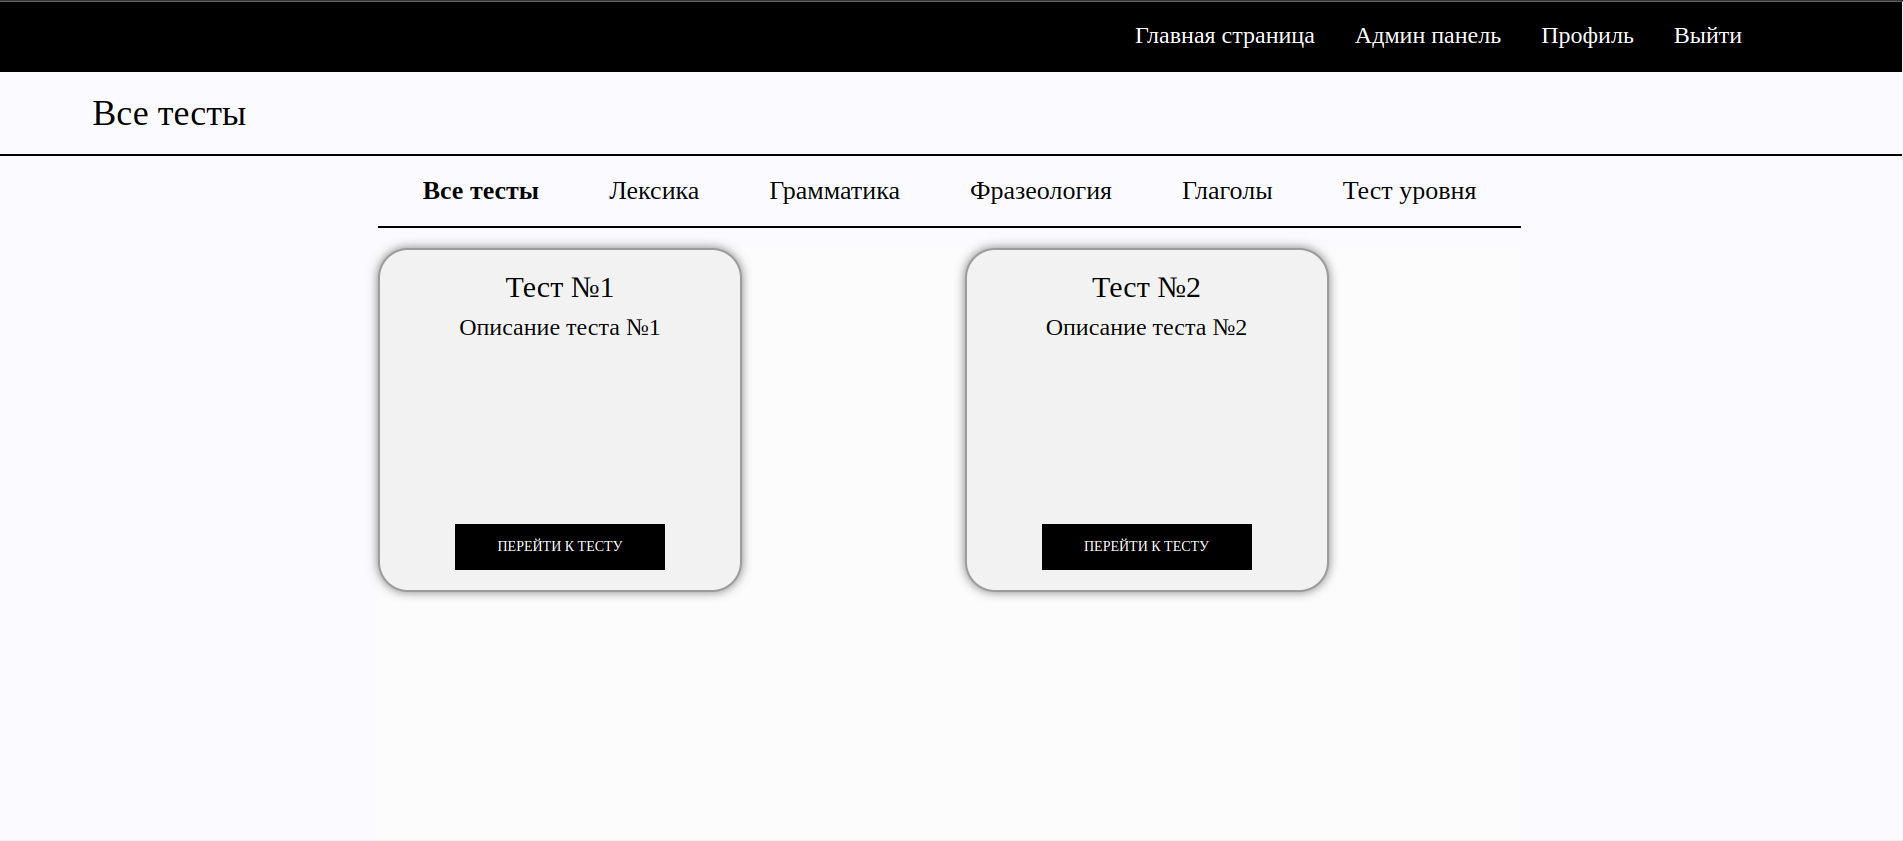 Главная страница Админ панель Профиль Выйти
Все тесты
Все тесты Лексика Грамматика Фразеология Глаголы Тест уровня
Тест №1
Описание теста №1
ПЕРЕЙТИ К ТЕСТУ
Тест №2
Описание теста №2
ПЕРЕЙТИ К ТЕСТУ